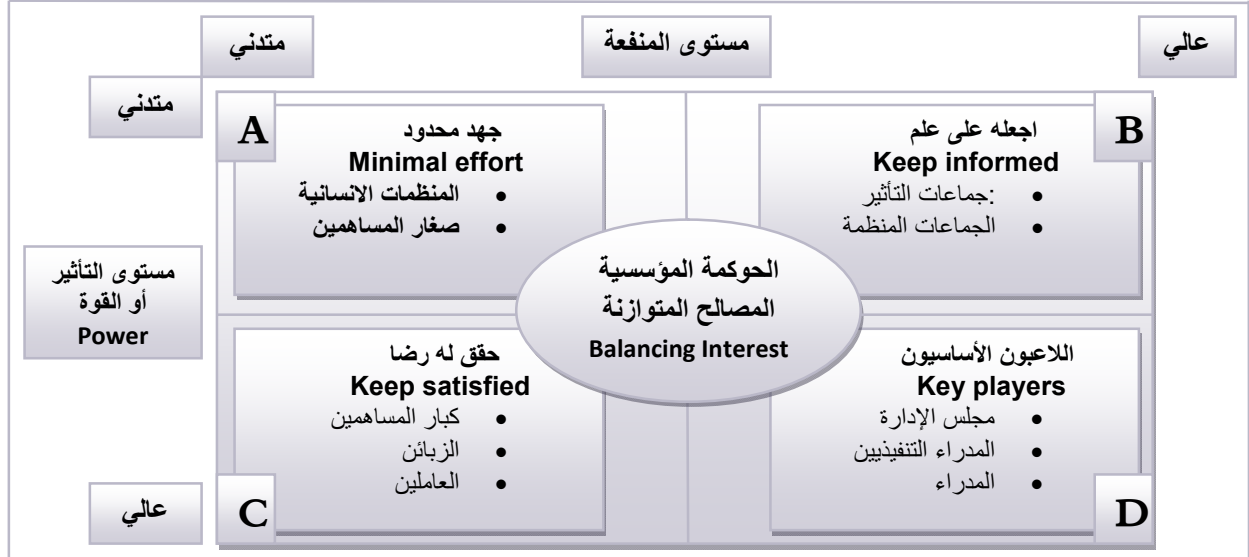 عالي
مستوى المنفعة
متدني
متدني
A
جهد محدود
Minimal effort
• المنظمات الانسانية
• صغار المساهمين
B
اجعله على علم
Keep informed
• :جماعات التأثير
• الجماعات المنظمة
مستوى التأثير
أو القوة
Power
الحوكمة المؤسسية
المصالح المتوازنة
Balancing Interest
حقق له رضا
Keep satisfied
• كبار المساهمين
• الزبائن
• العاملين
C
اللاعبون الأساسيون
Key players
• مجلس الإدارة
• المدراء التنفيذيين
• المدراء
D
عالي